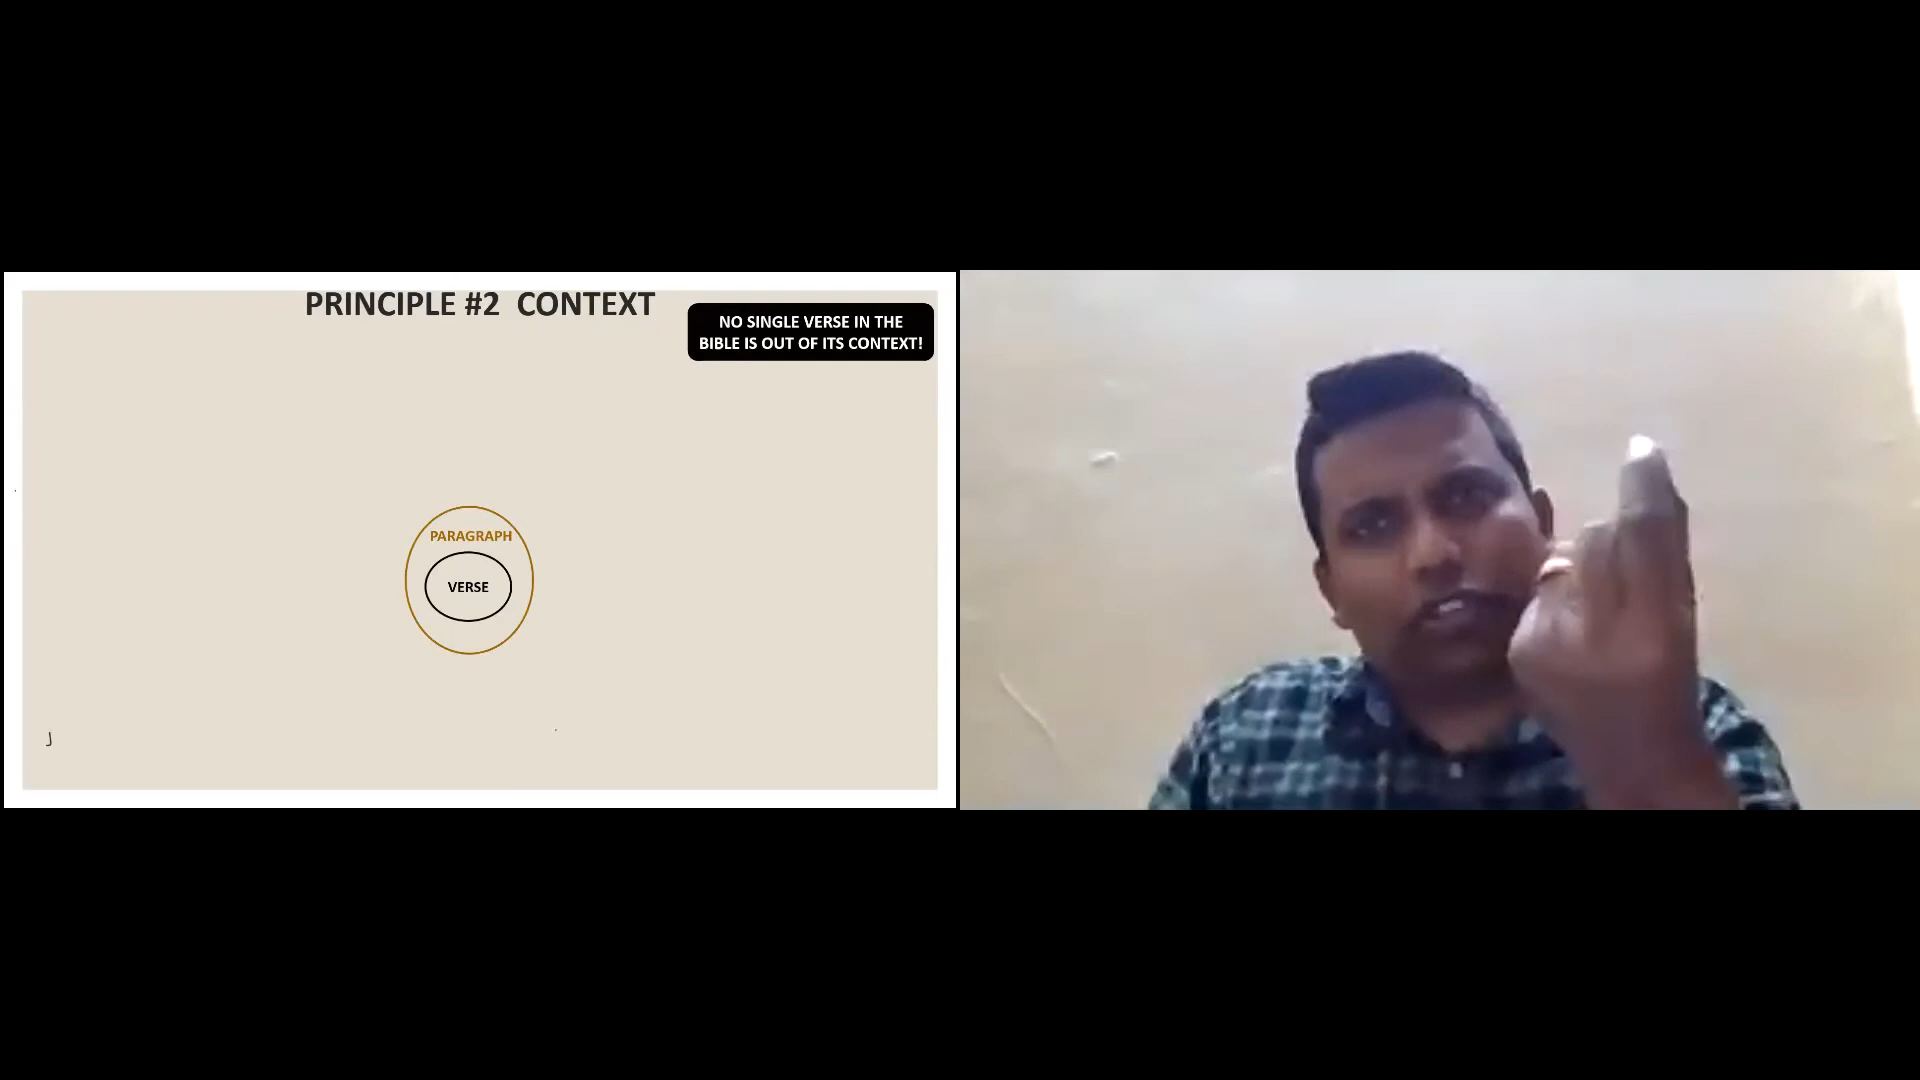 PRINCIPLE #2 CONTEXT
NO SINGLE VERSE IN THE
BIBLE IS OUT OF ITS CONTEXT!
PARAGRAPH
VERSE
J